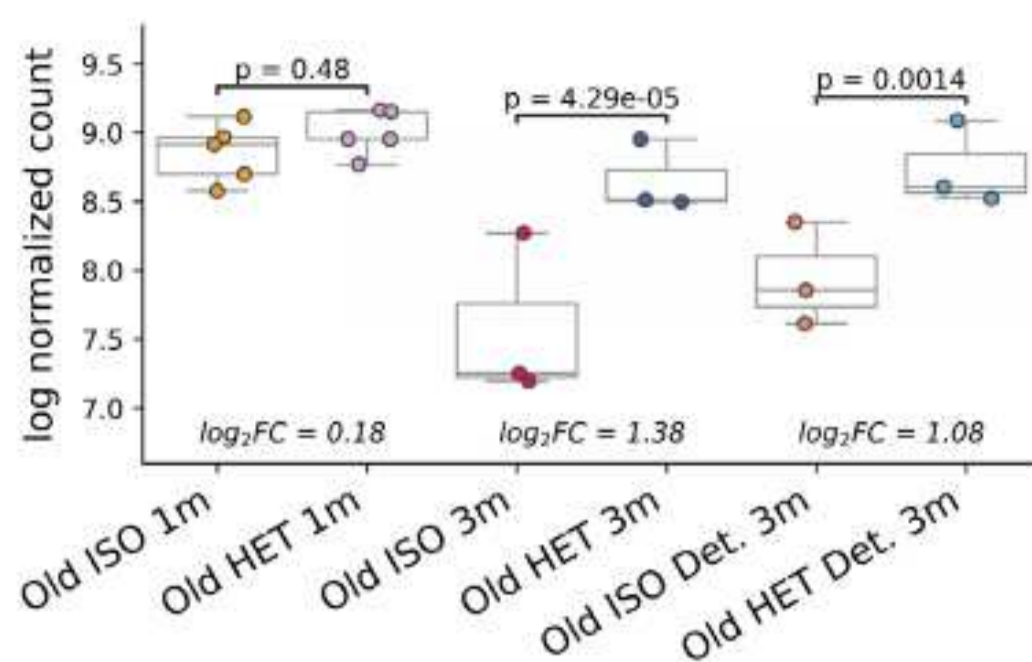 log normalized count
9.5
9.0
8.5
8.0
7.5
7.0
p = 0.48
p = 4.29e-05
p = 0.0014
log₂FC = 0.18
log₂FC = 1.38
log₂FC = 1.08
Old ISO 1m
Old HET 1m
Old ISO 3m
Old HET 3m
Old ISO Det. 3m
Old HET Det. 3m